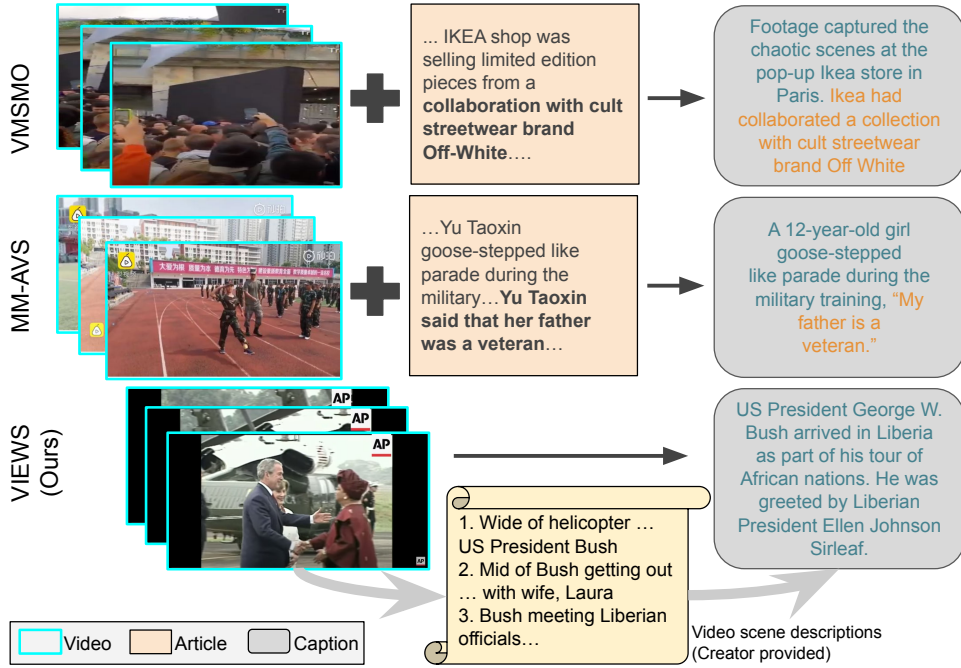 VMSMO
... IKEA shop was
selling limited edition
pieces from a
collaboration with cult
streetwear brand
Off-White….
Footage captured the
chaotic scenes at the
pop-up Ikea store in
Paris. Ikea had
collaborated a collection
with cult streetwear
brand Off White
MM-AVS
…Yu Taoxin
goose-stepped like
parade during the
military…Yu Taoxin
said that her father
was a veteran…
A 12-year-old girl
goose-stepped
like parade during the
military training, “My
father is a
veteran.”
VIEWS
(Ours)
AP
AP
AP
AP
1. Wide of helicopter …
US President Bush
2. Mid of Bush getting out
… with wife, Laura
3. Bush meeting Liberian
officials…
US President George W.
Bush arrived in Liberia
as part of his tour of
African nations. He was
greeted by Liberian
President Ellen Johnson
Sirleaf.
Video
Article
Caption
Video scene descriptions
(Creator provided)